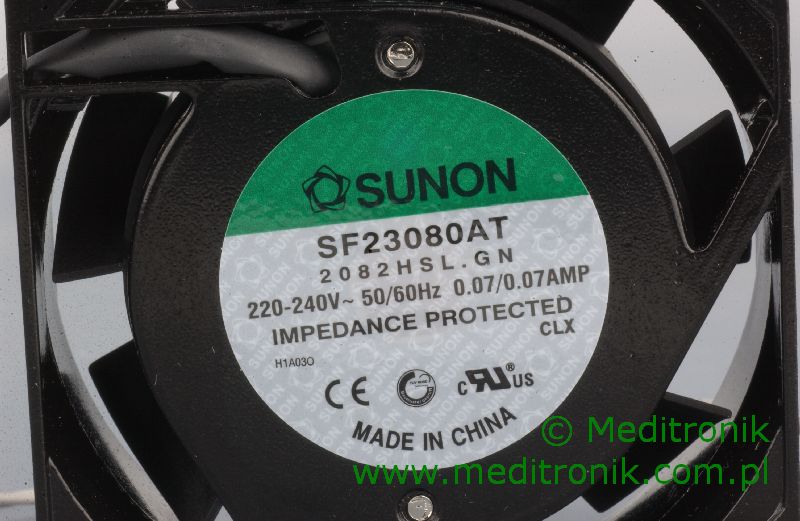 SUNON
SF23080AT
2082HSL.GN
220-240V~ 50/60Hz 0.07/0.07AMP
IMPEDANCE PROTECTED
CLX
H1A03O
CE
c RU ® US
MADE IN CHINA
© Meditronik
www.meditronik.com.pl